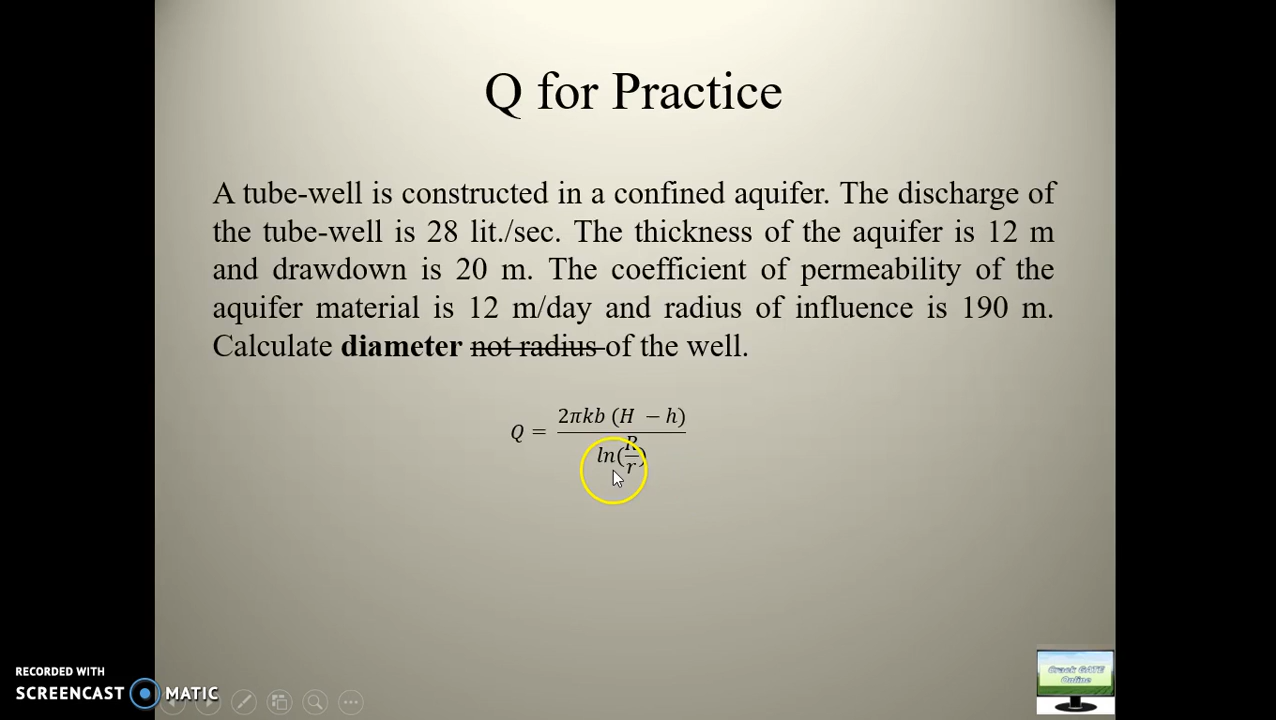 Q for Practice
A tube-well is constructed in a confined aquifer. The discharge of
the tube-well is 28 lit./sec. The thickness of the aquifer is 12 m
and drawdown is 20 m. The coefficient of permeability of the
aquifer material is 12 m/day and radius of influence is 190 m.
Calculate diameter not radius of the well.
Q = 2πkb (H − h) / ln(R/r)
RECORDED WITH
SCREENCAST MATIC
Crack GATE
Online